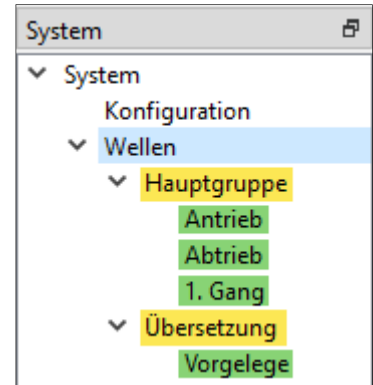 System
System
Konfiguration
Wellen
Hauptgruppe
Antrieb
Abtrieb
1. Gang
Übersetzung
Vorgelege